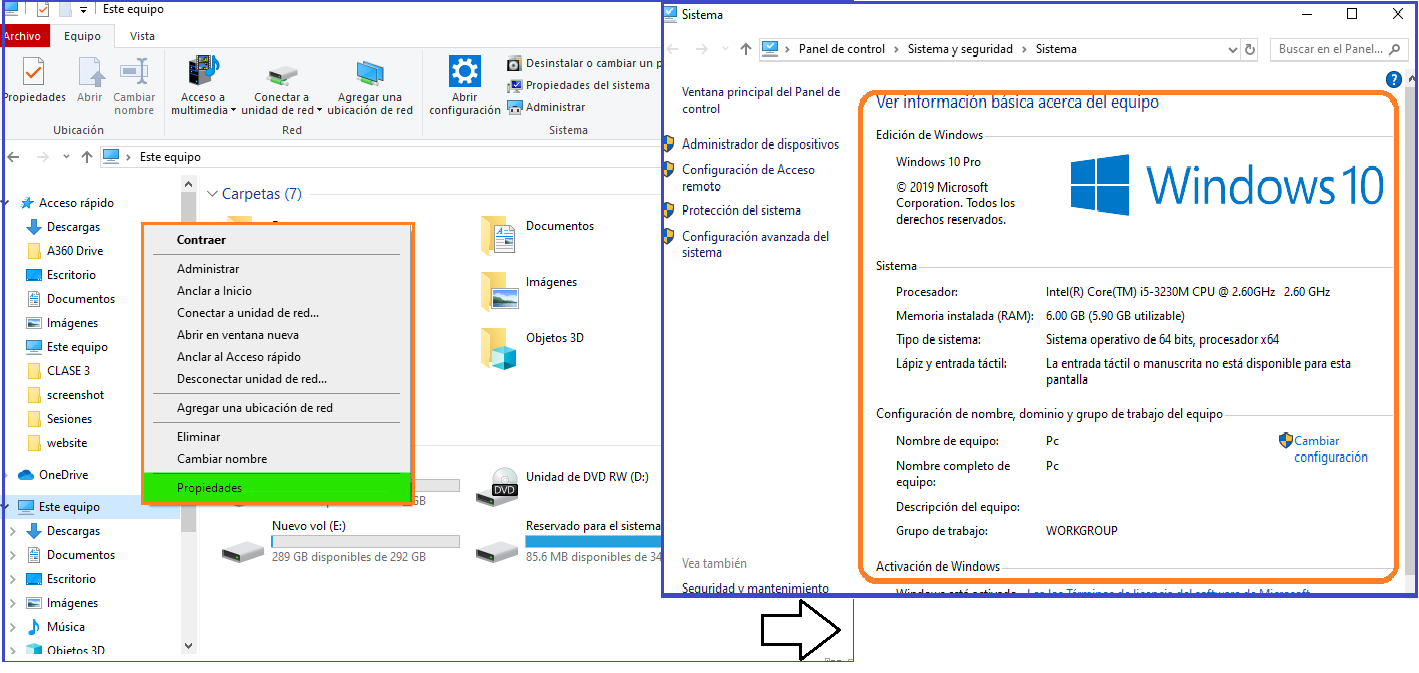 Este equipo
Archivo
Equipo
Vista
Propiedades
Abrir
Cambiar
nombre
Ubicación
Acceso a
multimedia
Conectar a
unidad de red
Agregar una
ubicación de red
Red
Abrir
configuración
Desinstalar o cambiar un p
Propiedades del sistema
Administrar
Sistema
Este equipo
Acceso rápido
Descargas
A360 Drive
Escritorio
Documentos
Imágenes
Este equipo
CLASE 3
screenshot
Sesiones
website
OneDrive
Este equipo
Descargas
Documentos
Escritorio
Imágenes
Música
Objetos 3D
Carpetas (7)
Documentos
Imágenes
Objetos 3D
Contraer
Administrar
Anclar a Inicio
Conectar a unidad de red...
Abrir en ventana nueva
Anclar al Acceso rápido
Desconectar unidad de red...
Agregar una ubicación de red
Eliminar
Cambiar nombre
Propiedades
GB
Unidad de DVD RW (D:)
DVD
Nuevo vol (E:)
289 GB disponibles de 292 GB
Reservado para el sistema
85.6 MB disponibles de 34
Sistema
Panel de control
Sistema y seguridad
Sistema
Buscar en el Panel...
Ventana principal del Panel de
control
Administrador de dispositivos
Configuración de Acceso
remoto
Protección del sistema
Configuración avanzada del
sistema
Vea también
Seguridad y mantenimiento
?
Ver información básica acerca del equipo
Edición de Windows
Windows 10 Pro
© 2019 Microsoft
Corporation. Todos los
derechos reservados.
Windows 10
Sistema
Procesador: Intel(R) Core(TM) i5-3230M CPU @ 2.60GHz 2.60 GHz
Memoria instalada (RAM): 6.00 GB (5.90 GB utilizable)
Tipo de sistema: Sistema operativo de 64 bits, procesador x64
Lápiz y entrada táctil: La entrada táctil o manuscrita no está disponible para esta
pantalla
Configuración de nombre, dominio y grupo de trabajo del equipo
Nombre de equipo: Pc
Cambiar
configuración
Nombre completo de
equipo: Pc
Descripción del equipo:
Grupo de trabajo: WORKGROUP
Activación de Windows
Windows está activado Lea los Términos de licencia del software de Microsoft